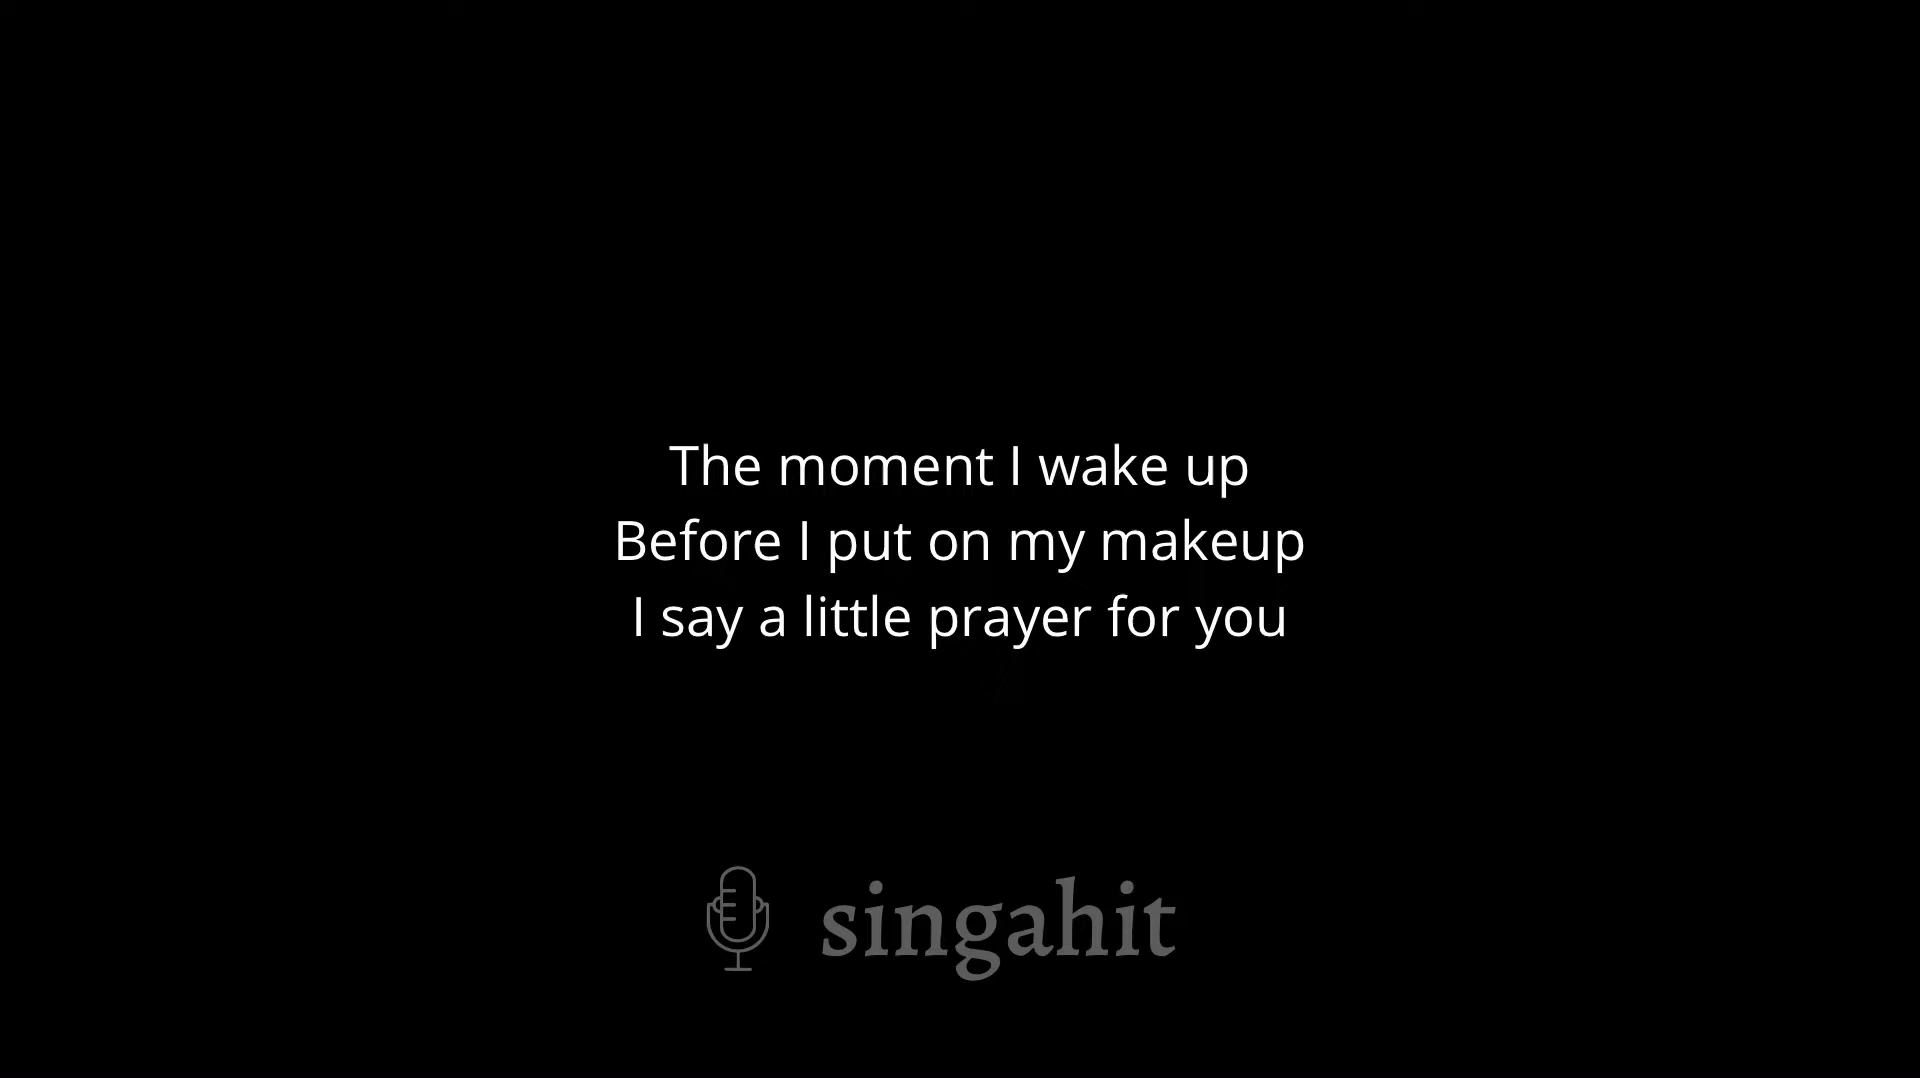 The moment I wake up
Before I put on my makeup
I say a little prayer for you
singahit